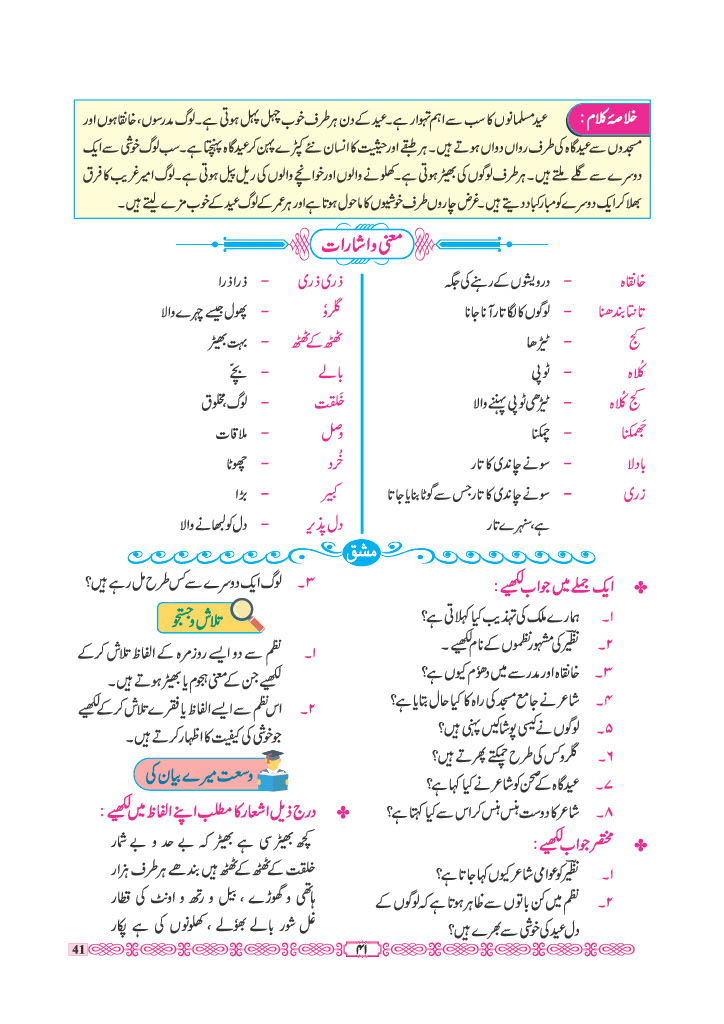 خلاصۂ کلام : عید مسلمانوں کا سب سے اہم تہوار ہے۔ عید کے دن ہر طرف خوب چہل پہل ہوتی ہے۔ لوگ مدرسوں، خانقاہوں اور
مسجدوں سے عیدگاہ کی طرف رواں دواں ہوتے ہیں۔ ہر طبقے اور حیثیت کا انسان نئے کپڑے پہن کر عیدگاہ پہنچتا ہے۔ سب لوگ خوشی سے ایک
دوسرے سے گلے ملتے ہیں۔ ہر طرف لوگوں کی بھیڑ ہوتی ہے۔ کھلونے والوں اور خوانچے والوں کی ریل پیل ہوتی ہے۔ لوگ امیر غریب کا فرق
بھلا کر ایک دوسرے کو مبارکباد دیتے ہیں۔ غرض چاروں طرف خوشیوں کا ماحول ہوتا ہے اور ہر عمر کے لوگ عید کے خوب مزے لیتے ہیں۔
معنی و اشارات
خانقاہ – درویشوں کے رہنے کی جگہ
تانتا بندھنا – لوگوں کا لگاتار آنا جانا
کج – ٹیڑھا
کُلاہ – ٹوپی
کج کُلاہ – ٹیڑھی ٹوپی پہننے والا
جَھمکنا – چمکنا
بادلا – سونے چاندی کا تار
زری – سونے چاندی کا تار جس سے گوٹا بنایا جاتا
ہے، سنہرے تار
ذری ذری – ذرا ذرا
گلرُو – پھول جیسے چہرے والا
ٹھٹھ کے ٹھٹھ – بہت بھیڑ
بالے – بچّے
خَلقت – لوگ، مخلوق
وصل – ملاقات
خُرد – چھوٹا
کبیر – بڑا
دل پذیر – دل کو لبھانے والا
مشق
ایک جملے میں جواب لکھیے :
۱۔ ہمارے ملک کی تہذیب کیا کہلاتی ہے؟
۲۔ نظیرؔ کی مشہور نظموں کے نام لکھیے۔
۳۔ خانقاہ اور مدرسے میں دھوٗم کیوں ہے؟
۴۔ شاعر نے جامع مسجد کی راہ کا کیا حال بتایا ہے؟
۵۔ لوگوں نے کیسی پوشاکیں پہنی ہیں؟
۶۔ گلرو کس کی طرح چمکتے پھرتے ہیں؟
۷۔ عیدگاہ کے صحن کو شاعر نے کیا کہا ہے؟
۸۔ شاعر کا دوست ہنس ہنس کر اس سے کیا کہتا ہے؟
مختصر جواب لکھیے :
۱۔ نظیرؔ کو عوامی شاعر کیوں کہا جاتا ہے؟
۲۔ نظم میں کن باتوں سے ظاہر ہوتا ہے کہ لوگوں کے
دل عید کی خوشی سے بھرے ہیں؟
۳۔ لوگ ایک دوسرے سے کس طرح مل رہے ہیں؟
تلاش و جستجو
۱۔ نظم سے دو ایسے روزمرہ کے الفاظ تلاش کر کے
لکھیے جن کے معنی ہجوم یا بھیڑ ہوتے ہیں۔
۲۔ اس نظم سے ایسے الفاظ یا فقرے تلاش کر کے لکھیے
جو خوشی کی کیفیت کا اظہار کرتے ہیں۔
وسعت میرے بیان کی
درج ذیل اشعار کا مطلب اپنے الفاظ میں لکھیے :
کچھ بھیڑ سی ہے بھیڑ کہ بے حد و بے شمار
خلقت کے ٹھٹھ کے ٹھٹھ ہیں بندھے ہر طرف ہزار
ہاتھی و گھوڑے، بیل و رتھ و اونٹ کی قطار
غل شور بالے بھولے، کھلونوں کی ہے پکار
۴۱
41